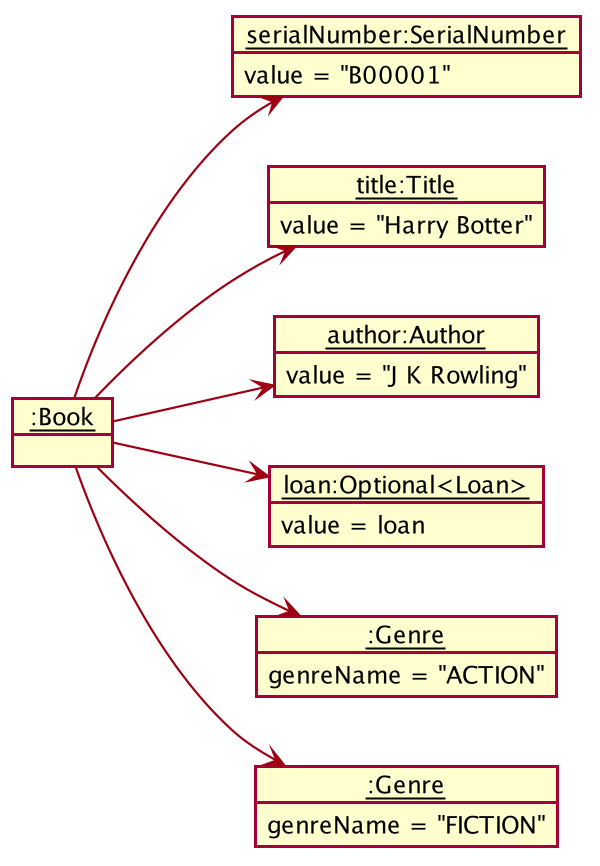 serialNumber:SerialNumber
value = "B00001"
title:Title
value = "Harry Botter"
author:Author
value = "J K Rowling"
:Book
loan:Optional<Loan>
value = loan
:Genre
genreName = "ACTION"
:Genre
genreName = "FICTION"